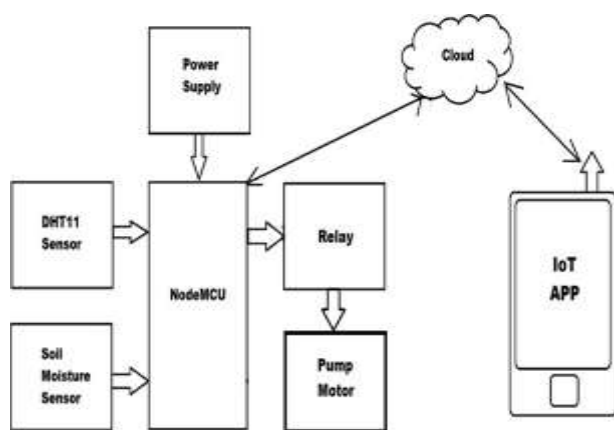 Power
Supply
Cloud
DHT11
Sensor
NodeMCU
Relay
IoT
APP
Soil
Moisture
Sensor
Pump
Motor